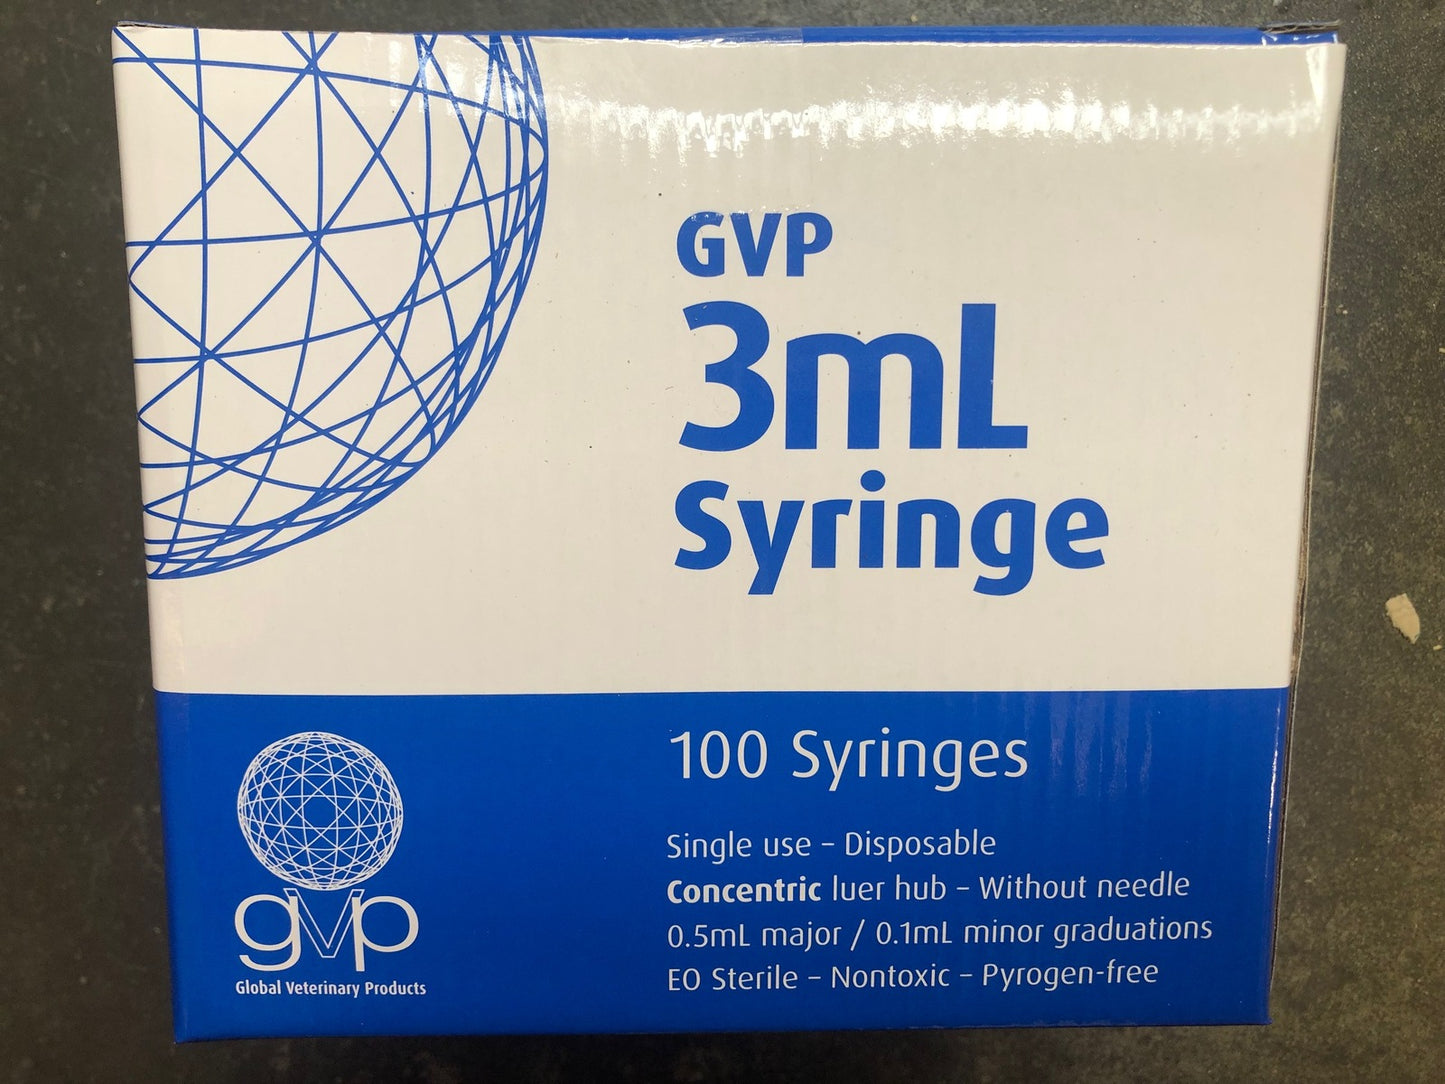 GVP
3mL
Syringe
100 Syringes
Single use – Disposable
Concentric luer hub – Without needle
0.5mL major / 0.1mL minor graduations
EO Sterile – Nontoxic – Pyrogen-free
gvp
Global Veterinary Products